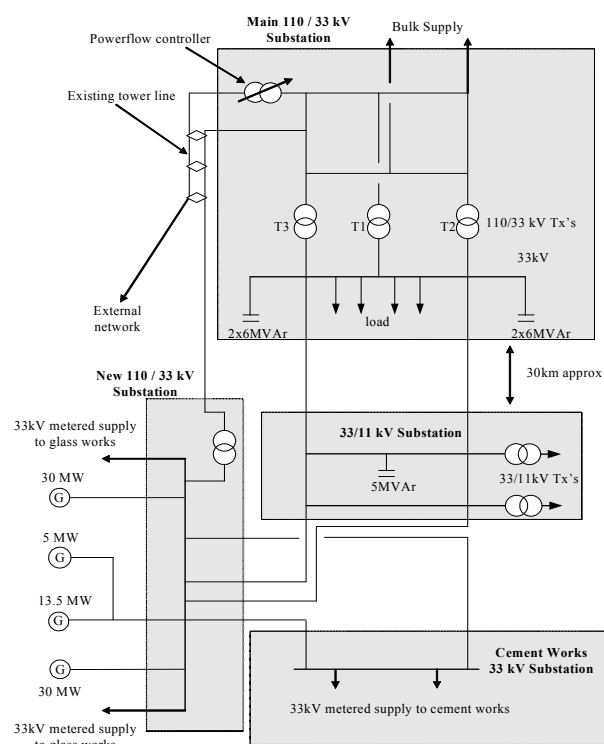 Main 110 / 33 kV
Substation
Bulk Supply
Powerflow controller
Existing tower line
T3
T1
T2
110/33 kV Tx's
33kV
External
network
load
2x6MVAr
2x6MVAr
30km approx
New 110 / 33 kV
Substation
33kV metered supply
to glass works
33/11 kV Substation
30 MW
G
5MVAr
33/11kV Tx's
5 MW
G
13.5 MW
G
G
30 MW
Cement Works
33 kV Substation
33kV metered supply to cement works
33kV metered supply
to glass works